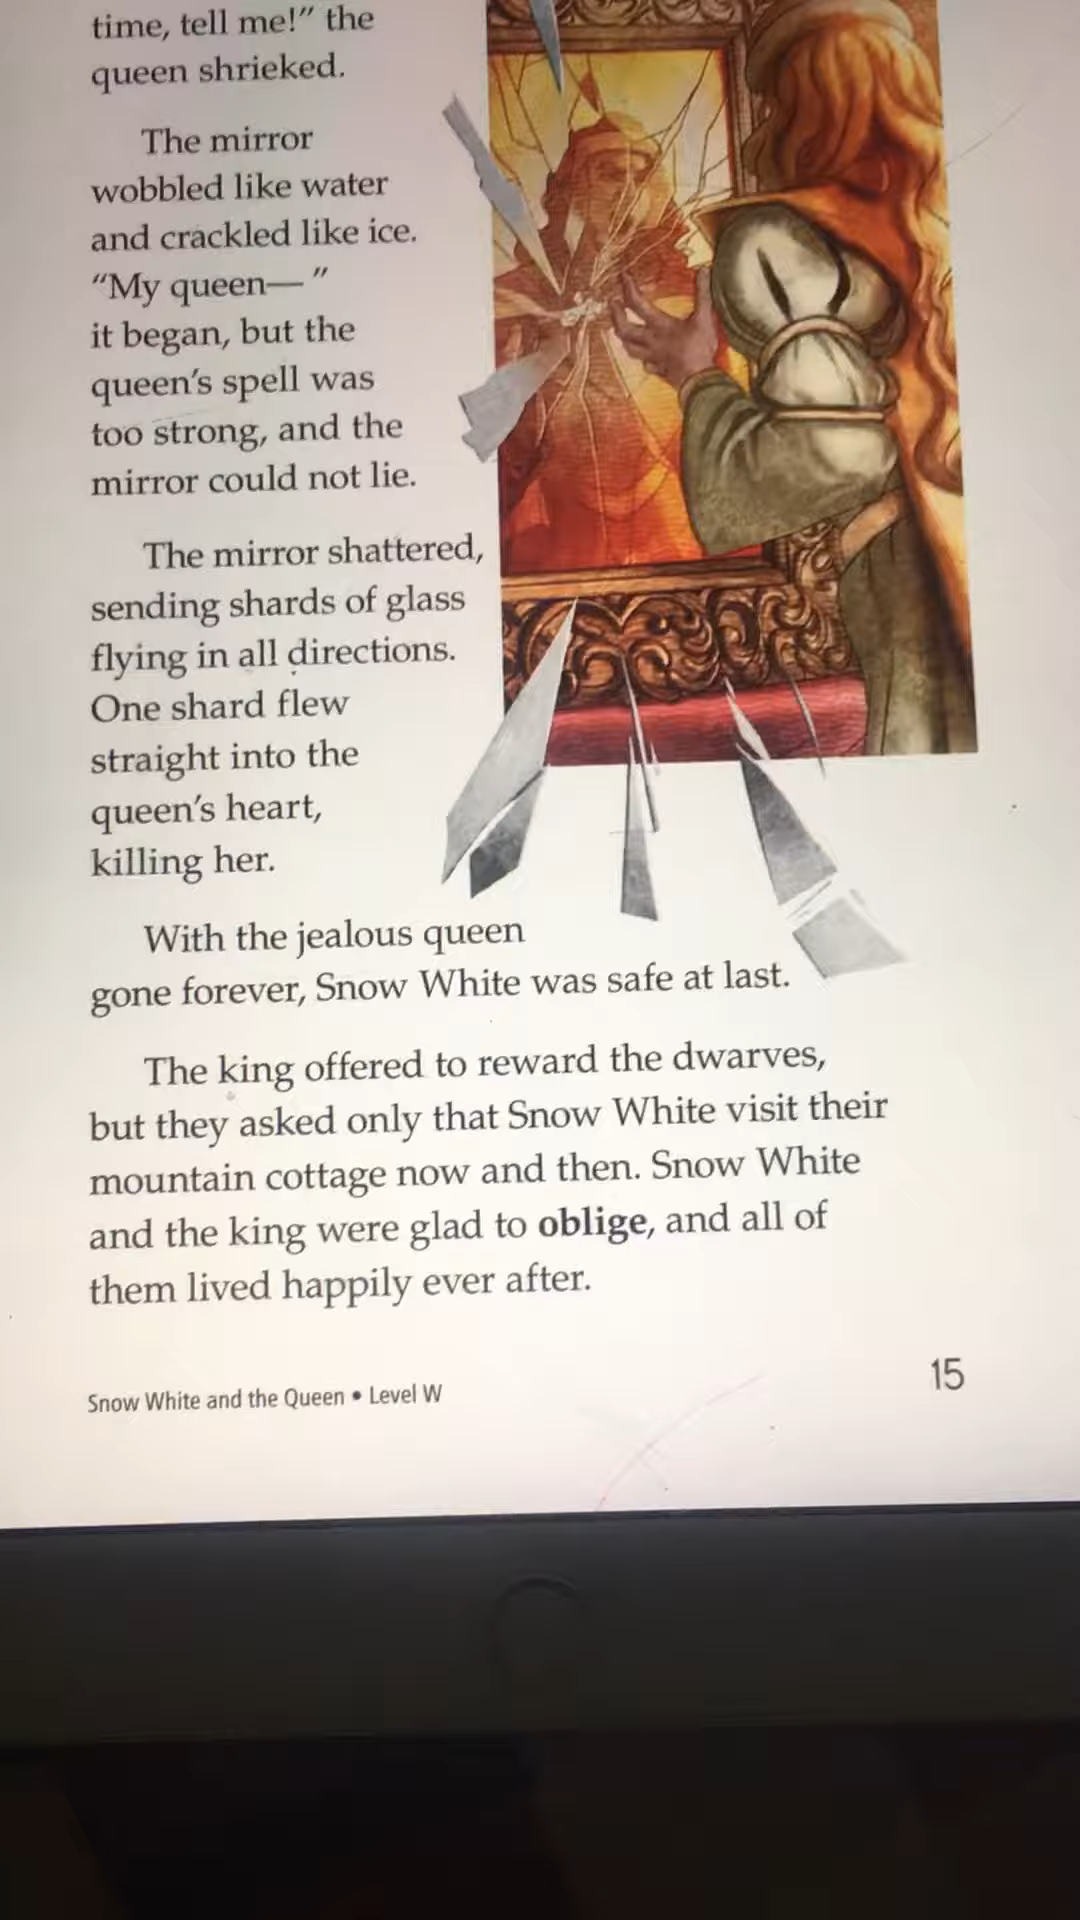 time, tell me!” the
queen shrieked.
The mirror
wobbled like water
and crackled like ice.
“My queen— ”
it began, but the
queen’s spell was
too strong, and the
mirror could not lie.
The mirror shattered,
sending shards of glass
flying in all directions.
One shard flew
straight into the
queen’s heart,
killing her.
With the jealous queen
gone forever, Snow White was safe at last.
The king offered to reward the dwarves,
but they asked only that Snow White visit their
mountain cottage now and then. Snow White
and the king were glad to oblige, and all of
them lived happily ever after.
Snow White and the Queen • Level W
15